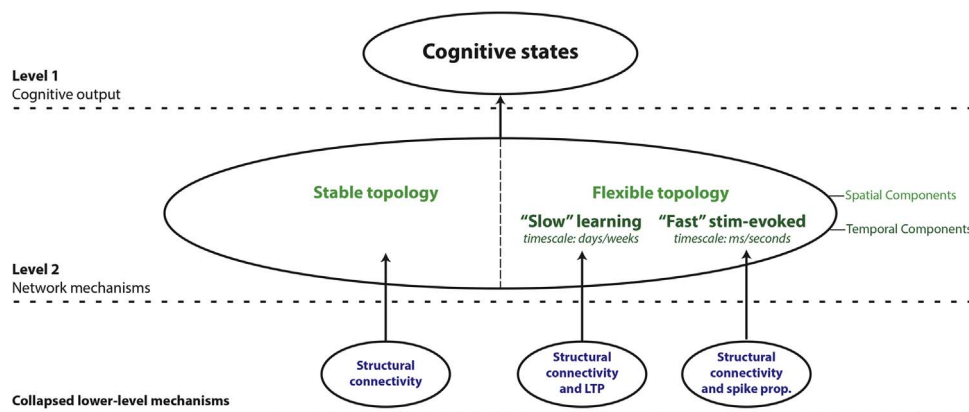 Cognitive states
Level 1
Cognitive output
Stable topology
Flexible topology
Spatial Components
“Slow” learning
“Fast” stim-evoked
timescale: days/weeks
timescale: ms/seconds
Temporal Components
Level 2
Network mechanisms
Structural
connectivity
Structural
connectivity
and LTP
Structural
connectivity
and spike prop.
Collapsed lower-level mechanisms